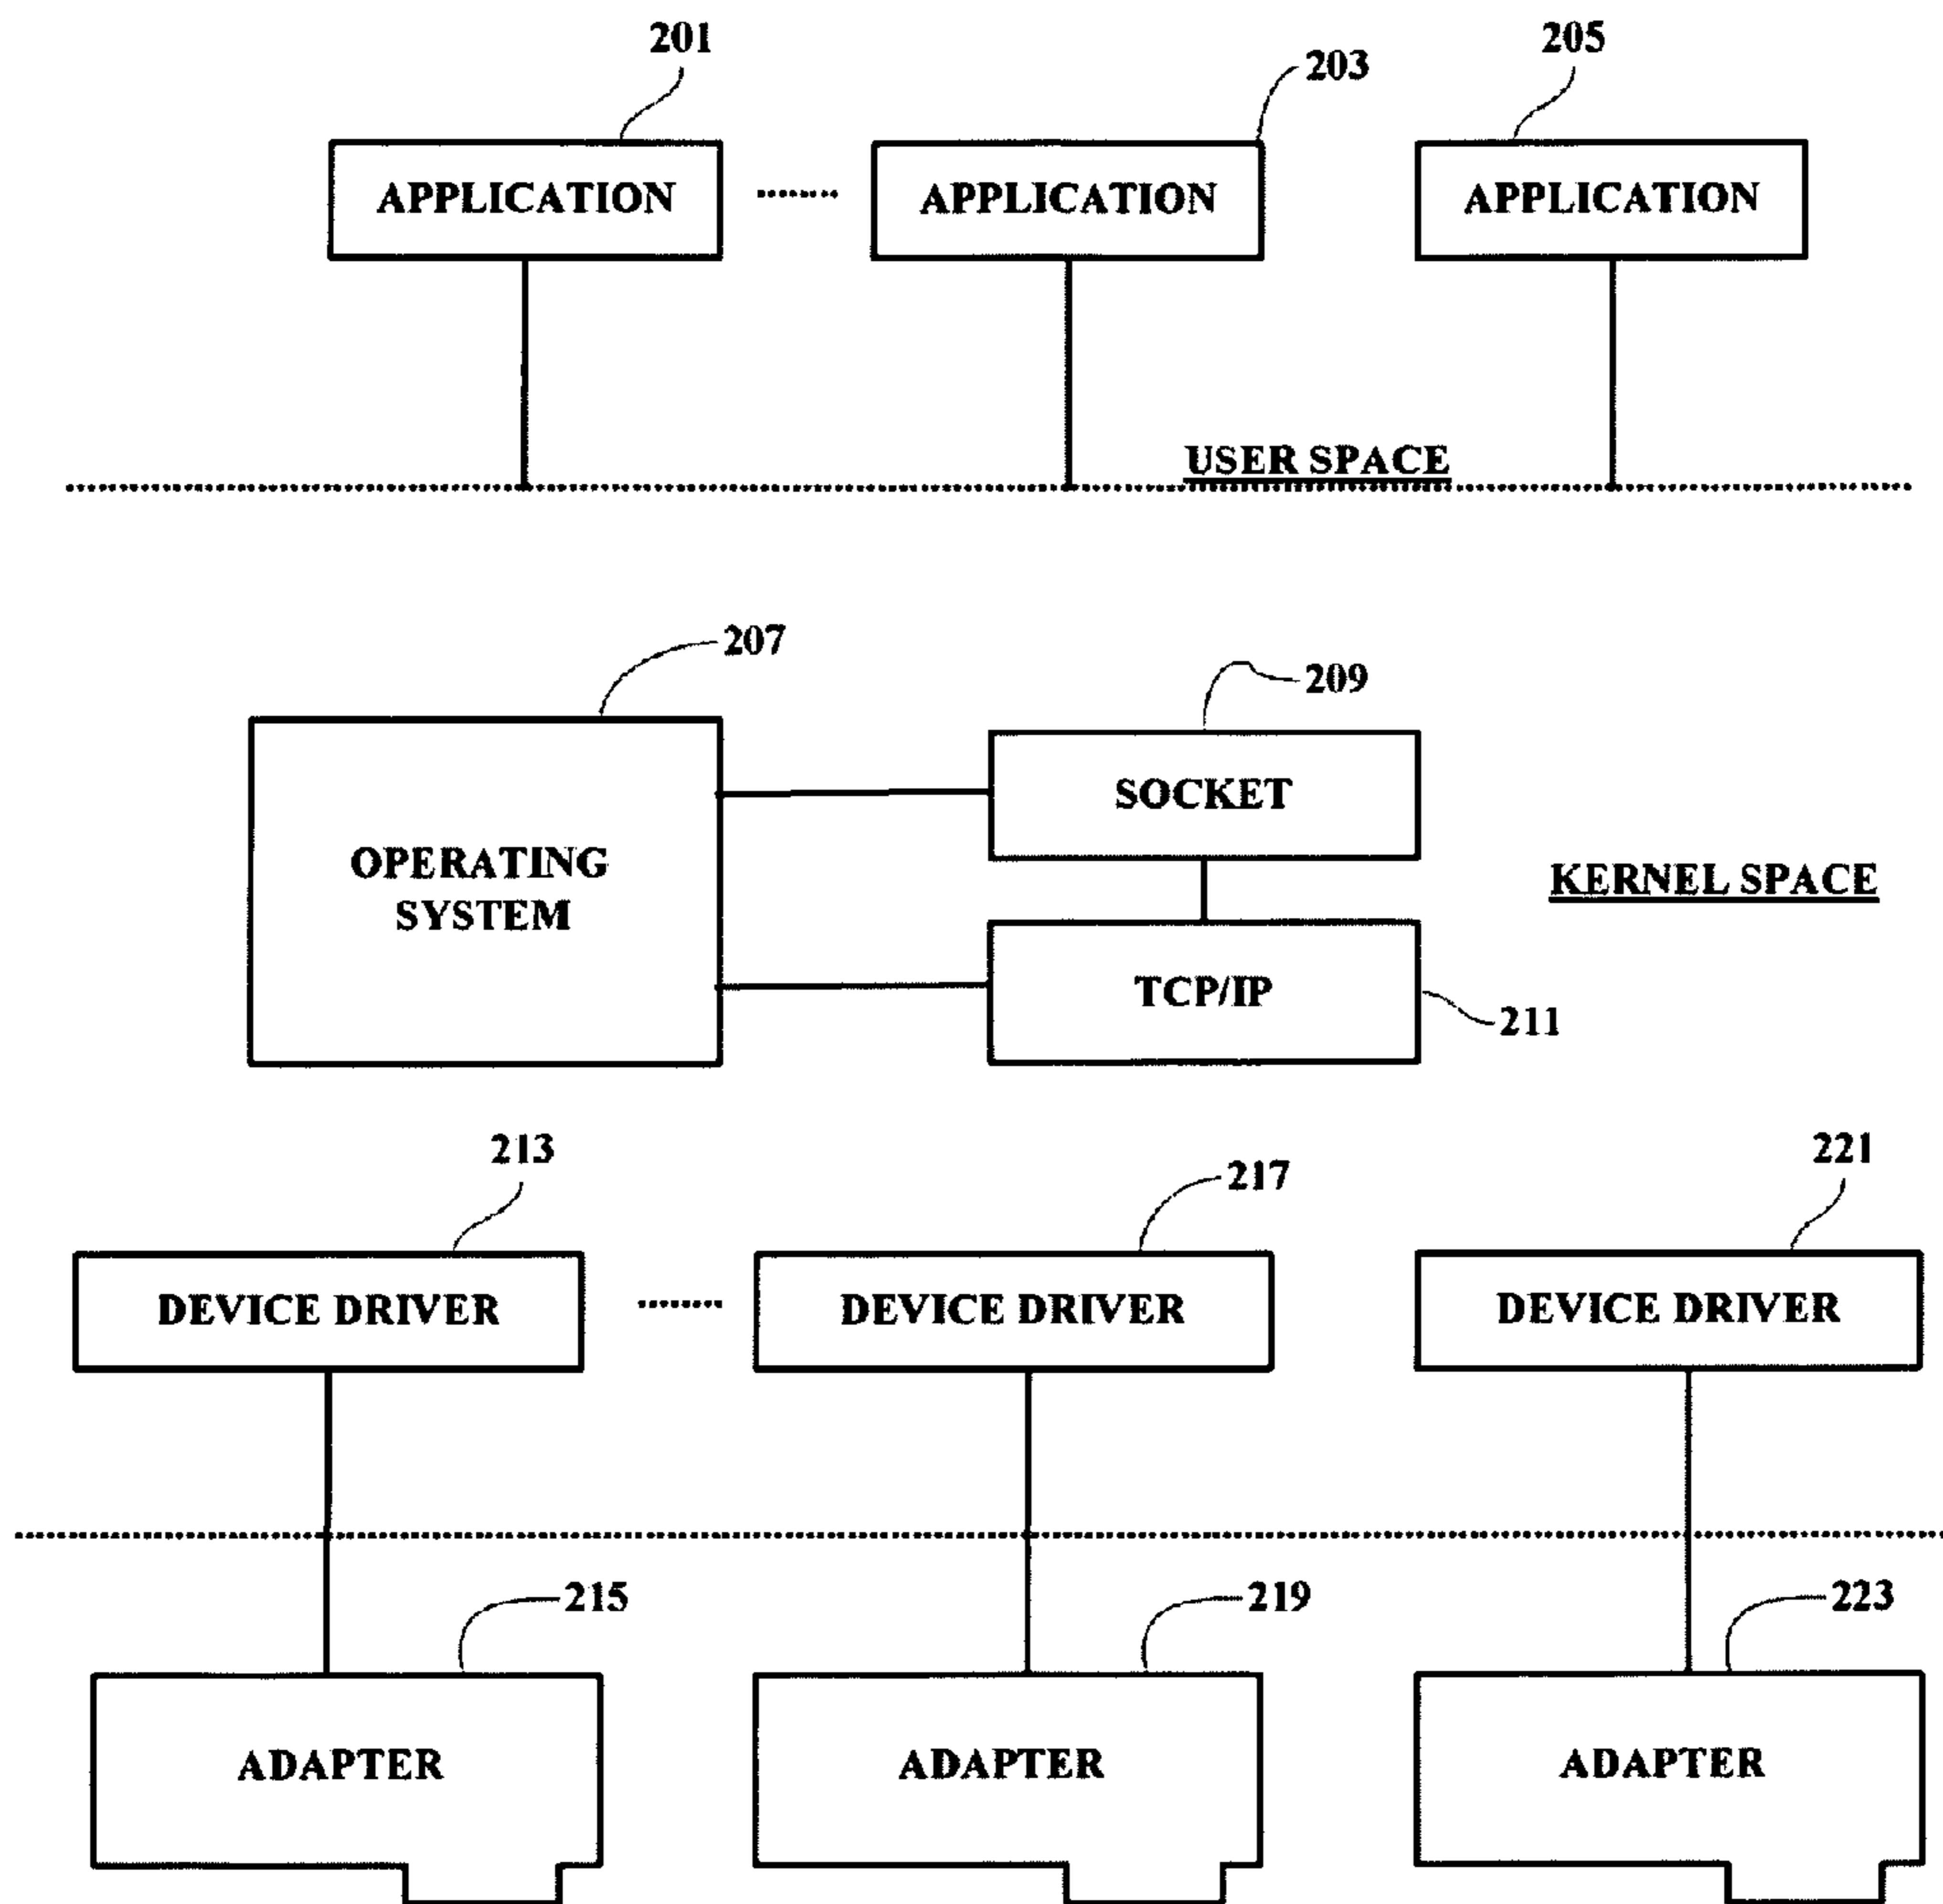 201
203
205
APPLICATION
APPLICATION
APPLICATION
USER SPACE
207
209
SOCKET
OPERATING
SYSTEM
KERNEL SPACE
TCP/IP
211
213
217
221
DEVICE DRIVER
DEVICE DRIVER
DEVICE DRIVER
215
219
223
ADAPTER
ADAPTER
ADAPTER